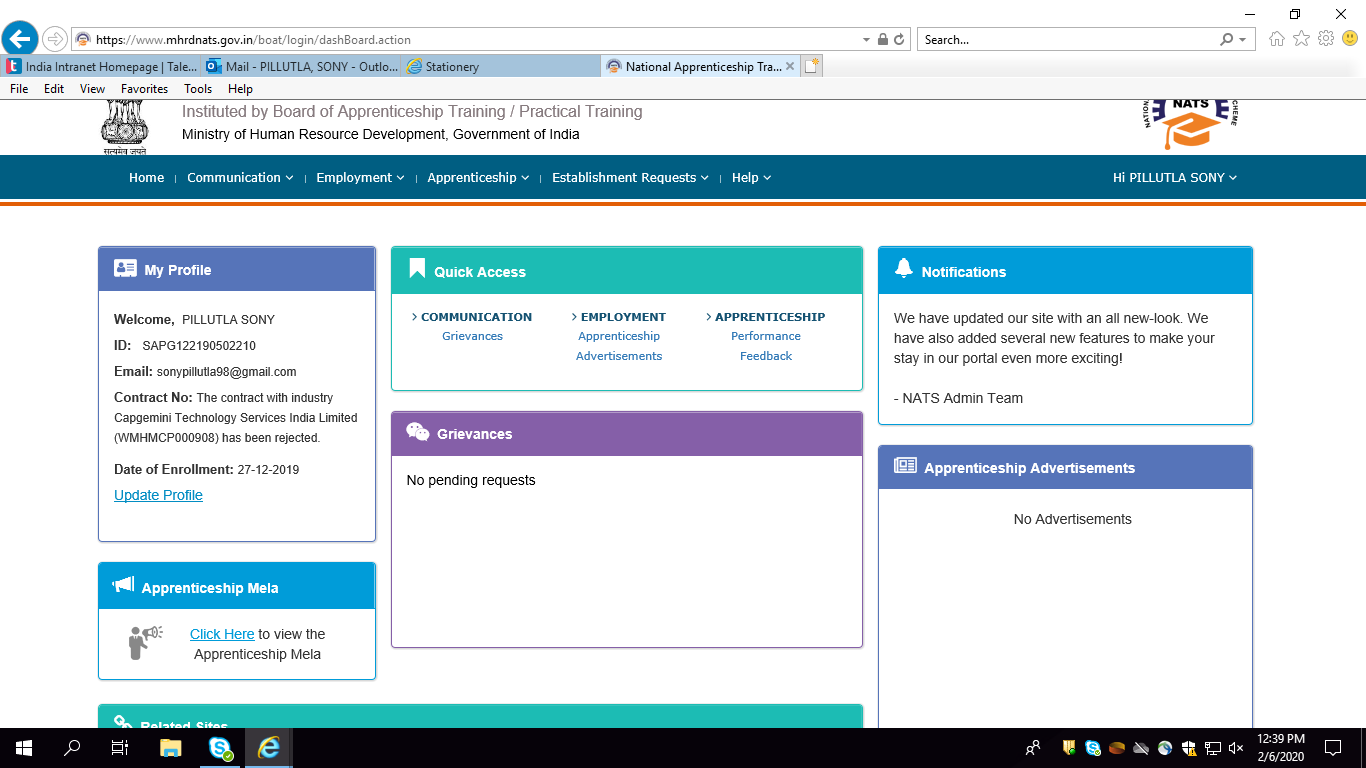 https://www.mhrdnats.gov.in/boat/login/dashBoard.action
Search...
India Intranet Homepage | Tale...
Mail - PILLUTLA, SONY - Outlo...
Stationery
National Apprenticeship Tra...
File Edit View Favorites Tools Help
Instituted by Board of Apprenticeship Training / Practical Training
Ministry of Human Resource Development, Government of India
सत्यमेव जयते
NATION NATS SCHEME
Home Communication Employment Apprenticeship Establishment Requests Help Hi PILLUTLA SONY
My Profile
Welcome, PILLUTLA SONY
ID: SAPG122190502210
Email: sonypillutla98@gmail.com
Contract No: The contract with industry
Capgemini Technology Services India Limited
(WMHMCP000908) has been rejected.
Date of Enrollment: 27-12-2019
Update Profile
Apprenticeship Mela
Click Here to view the
Apprenticeship Mela
Quick Access
COMMUNICATION
Grievances
EMPLOYMENT
Apprenticeship
Advertisements
APPRENTICESHIP
Performance
Feedback
Grievances
No pending requests
Notifications
We have updated our site with an all new-look. We
have also added several new features to make your
stay in our portal even more exciting!
- NATS Admin Team
Apprenticeship Advertisements
No Advertisements
Related Sites
12:39 PM
2/6/2020